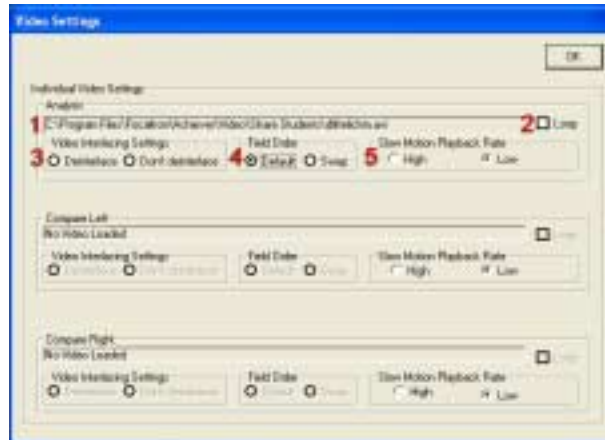 Video Settings
OK
Individual Video Settings
Analysis
1 C:\Program Files\
2 Loop
Video Interlacing Settings Field Order Slow Motion Playback Rate
3 Deinterlace Don't deinterlace 4 Default Swap 5 High Low
Compare Left
No Video Loaded
Loop
Video Interlacing Settings Field Order Slow Motion Playback Rate
Deinterlace Don't deinterlace Default Swap High Low
Compare Right
No Video Loaded
Loop
Video Interlacing Settings Field Order Slow Motion Playback Rate
Deinterlace Don't deinterlace Default Swap High Low